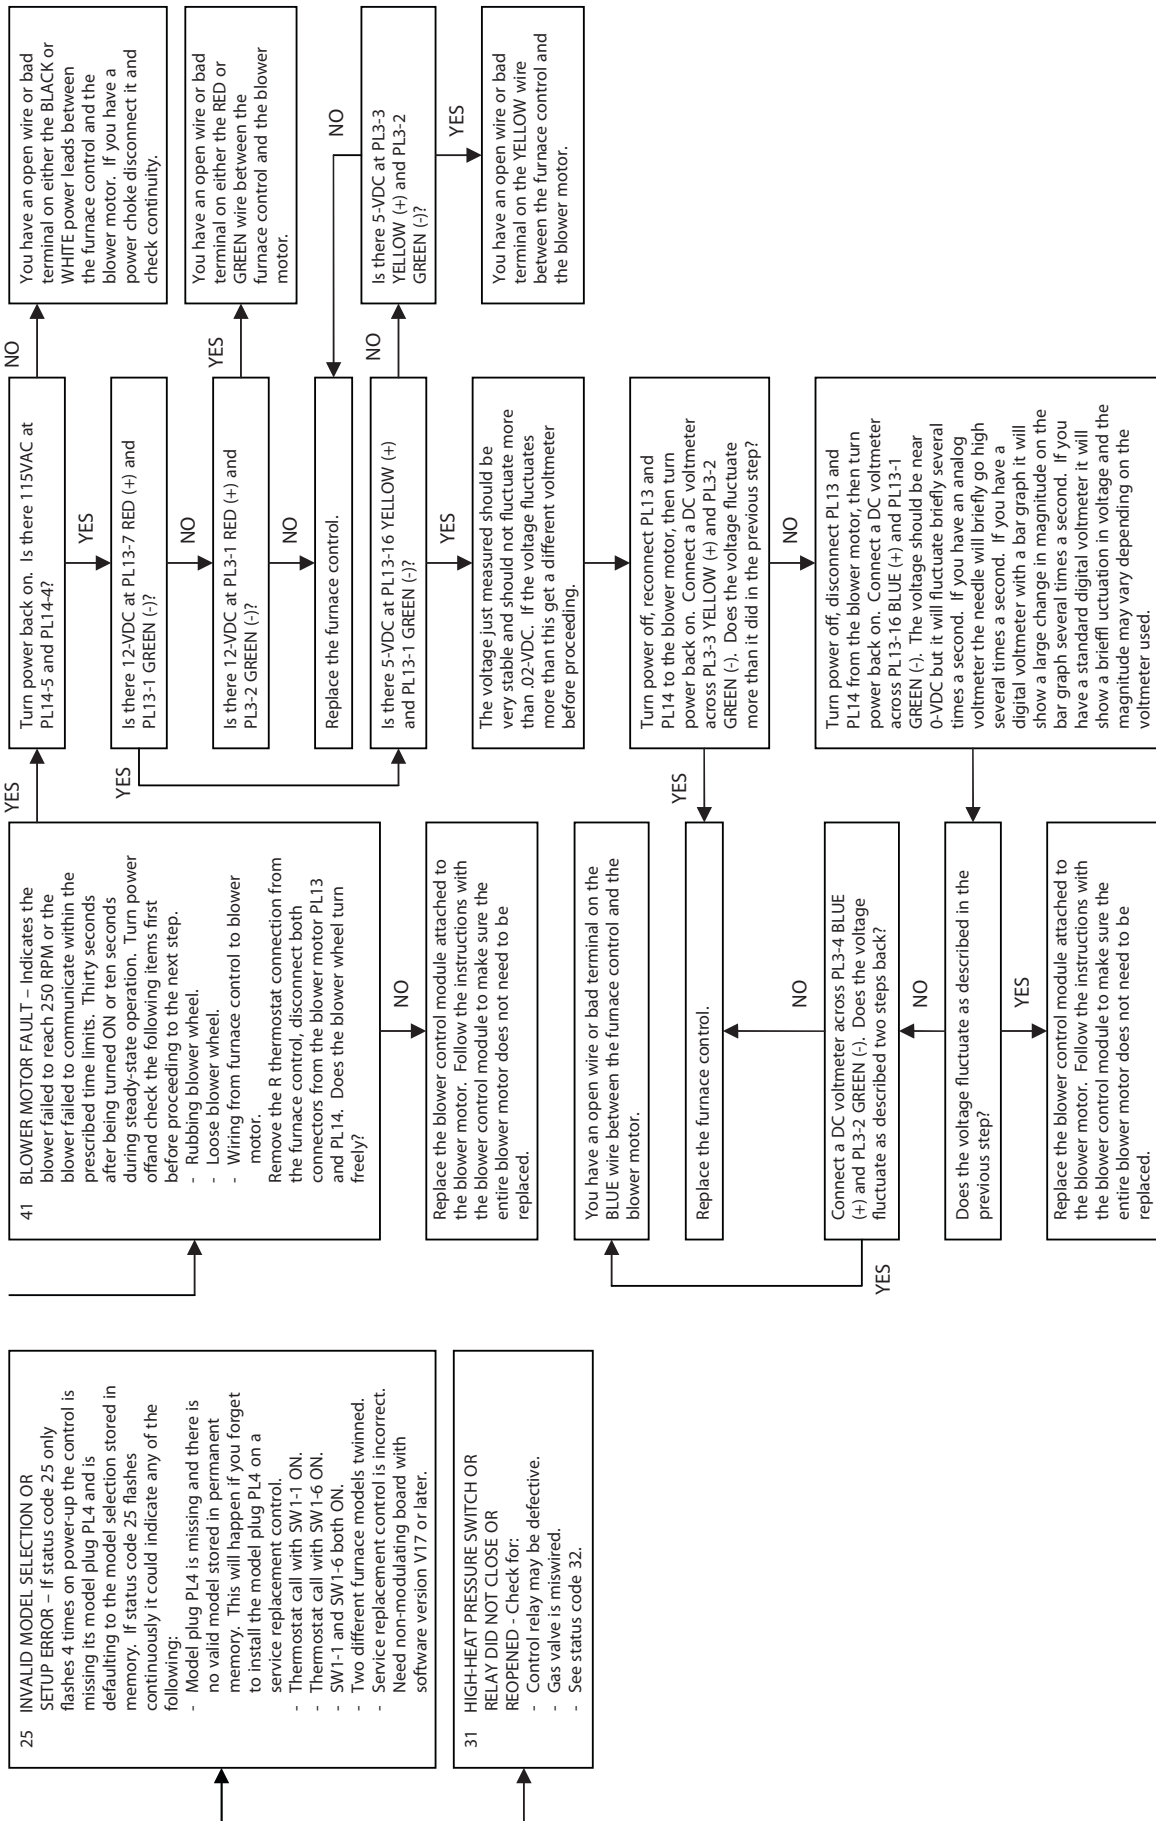 25 INVALID MODEL SELECTION OR
SETUP ERROR – If status code 25 only
flashes 4 times on power-up the control is
missing its model plug PL4 and is
defaulting to the model selection stored in
memory. If status code 25 flashes
continuously it could indicate any of the
following:
- Model plug PL4 is missing and there is
no valid model stored in permanent
memory. This will happen if you forget
to install the model plug PL4 on a
service replacement control.
- Thermostat call with SW1-1 ON.
- Thermostat call with SW1-6 ON.
- SW1-1 and SW1-6 both ON.
- Two different furnace models twinned.
- Service replacement control is incorrect.
Need non-modulating board with
software version V17 or later.
31 HIGH-HEAT PRESSURE SWITCH OR
RELAY DID NOT CLOSE OR
REOPENED - Check for:
- Control relay may be defective.
- Gas valve is miswired.
- See status code 32.
41 BLOWER MOTOR FAULT – Indicates the
blower failed to reach 250 RPM or the
blower failed to communicate within the
prescribed time limits. Thirty seconds
after being turned ON or ten seconds
during steady-state operation. Turn power
offand check the following items first
before proceeding to the next step.
- Rubbing blower wheel.
- Loose blower wheel.
- Wiring from furnace control to blower
motor.
Remove the R thermostat connection from
the furnace control, disconnect both
connectors from the blower motor PL13
and PL14. Does the blower wheel turn
freely?
NO
Replace the blower control module attached to
the blower motor. Follow the instructions with
the blower control module to make sure the
entire blower motor does not need to be
replaced.
YES
Turn power back on. Is there 115VAC at
PL14-5 and PL14-4?
NO
You have an open wire or bad
terminal on either the BLACK or
WHITE power leads between
the furnace control and the
blower motor. If you have a
power choke disconnect it and
check continuity.
YES
Is there 12-VDC at PL13-7 RED (+) and
PL13-1 GREEN (-)?
YES
NO
Is there 12-VDC at PL3-1 RED (+) and
PL3-2 GREEN (-)?
YES
You have an open wire or bad
terminal on either the RED or
GREEN wire between the
furnace control and the blower
motor.
NO
Replace the furnace control.
NO
Is there 5-VDC at PL13-16 YELLOW (+)
and PL13-1 GREEN (-)?
NO
Is there 5-VDC at PL3-3
YELLOW (+) and PL3-2
GREEN (-)?
YES
You have an open wire or bad
terminal on the YELLOW wire
between the furnace control and
the blower motor.
YES
The voltage just measured should be
very stable and should not fluctuate more
than .02-VDC. If the voltage fluctuates
more than this get a different voltmeter
before proceeding.
Turn power off, reconnect PL13 and
PL14 to the blower motor, then turn
power back on. Connect a DC voltmeter
across PL3-3 YELLOW (+) and PL3-2
GREEN (-). Does the voltage fluctuate
more than it did in the previous step?
YES
Replace the furnace control.
NO
Turn power off, disconnect PL13 and
PL14 from the blower motor, then turn
power back on. Connect a DC voltmeter
across PL13-16 BLUE (+) and PL13-1
GREEN (-). The voltage should be near
0-VDC but it will fluctuate briefly several
times a second. If you have an analog
voltmeter the needle will briefly go high
several times a second. If you have a
digital voltmeter with a bar graph it will
show a large change in magnitude on the
bar graph several times a second. If you
have a standard digital voltmeter it will
show a briefﬂ uctuation in voltage and the
magnitude may vary depending on the
voltmeter used.
Does the voltage fluctuate as described in the
previous step?
YES
Replace the blower control module attached to
the blower motor. Follow the instructions with
the blower control module to make sure the
entire blower motor does not need to be
replaced.
NO
Connect a DC voltmeter across PL3-4 BLUE
(+) and PL3-2 GREEN (-). Does the voltage
fluctuate as described two steps back?
NO
YES
You have an open wire or bad terminal on the
BLUE wire between the furnace control and the
blower motor.